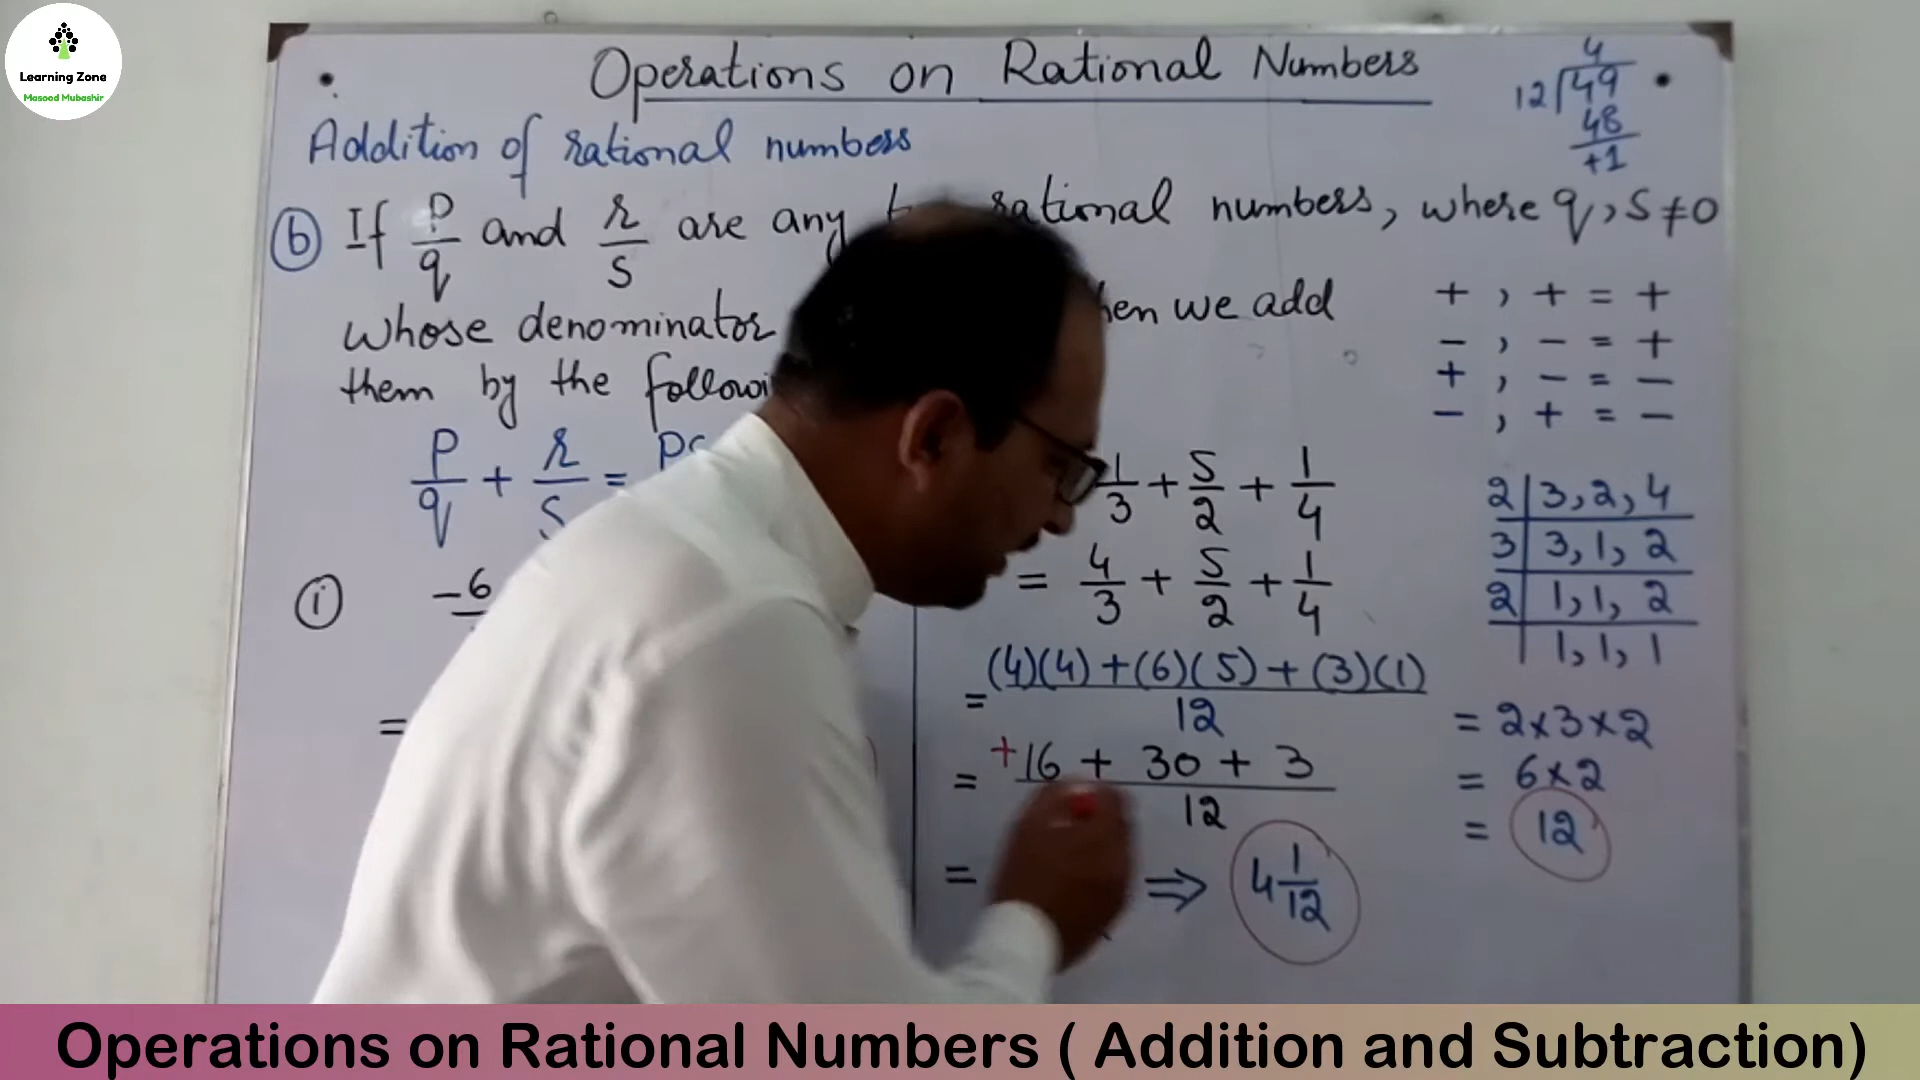 Learning Zone
Masood Mubashir
Operations on Rational Numbers
4
12 49
48
+1
Addition of rational numbers
(b) If p/q and r/s are any rational numbers, where q, s ≠ 0
whose denominator we add
them by the
p/q + r/s =
+ , + = +
- , - = +
+ , - = -
- , + = -
1/3 + 5/2 + 1/4
= 4/3 + 5/2 + 1/4
= (4)(4) + (6)(5) + (3)(1) / 12
= +16 + 30 + 3 / 12
= ⇒ 4 1/12
2 | 3, 2, 4
3 | 3, 1, 2
2 | 1, 1, 2
| 1, 1, 1
= 2×3×2
= 6×2
= 12
(i) -6
=
Operations on Rational Numbers ( Addition and Subtraction)